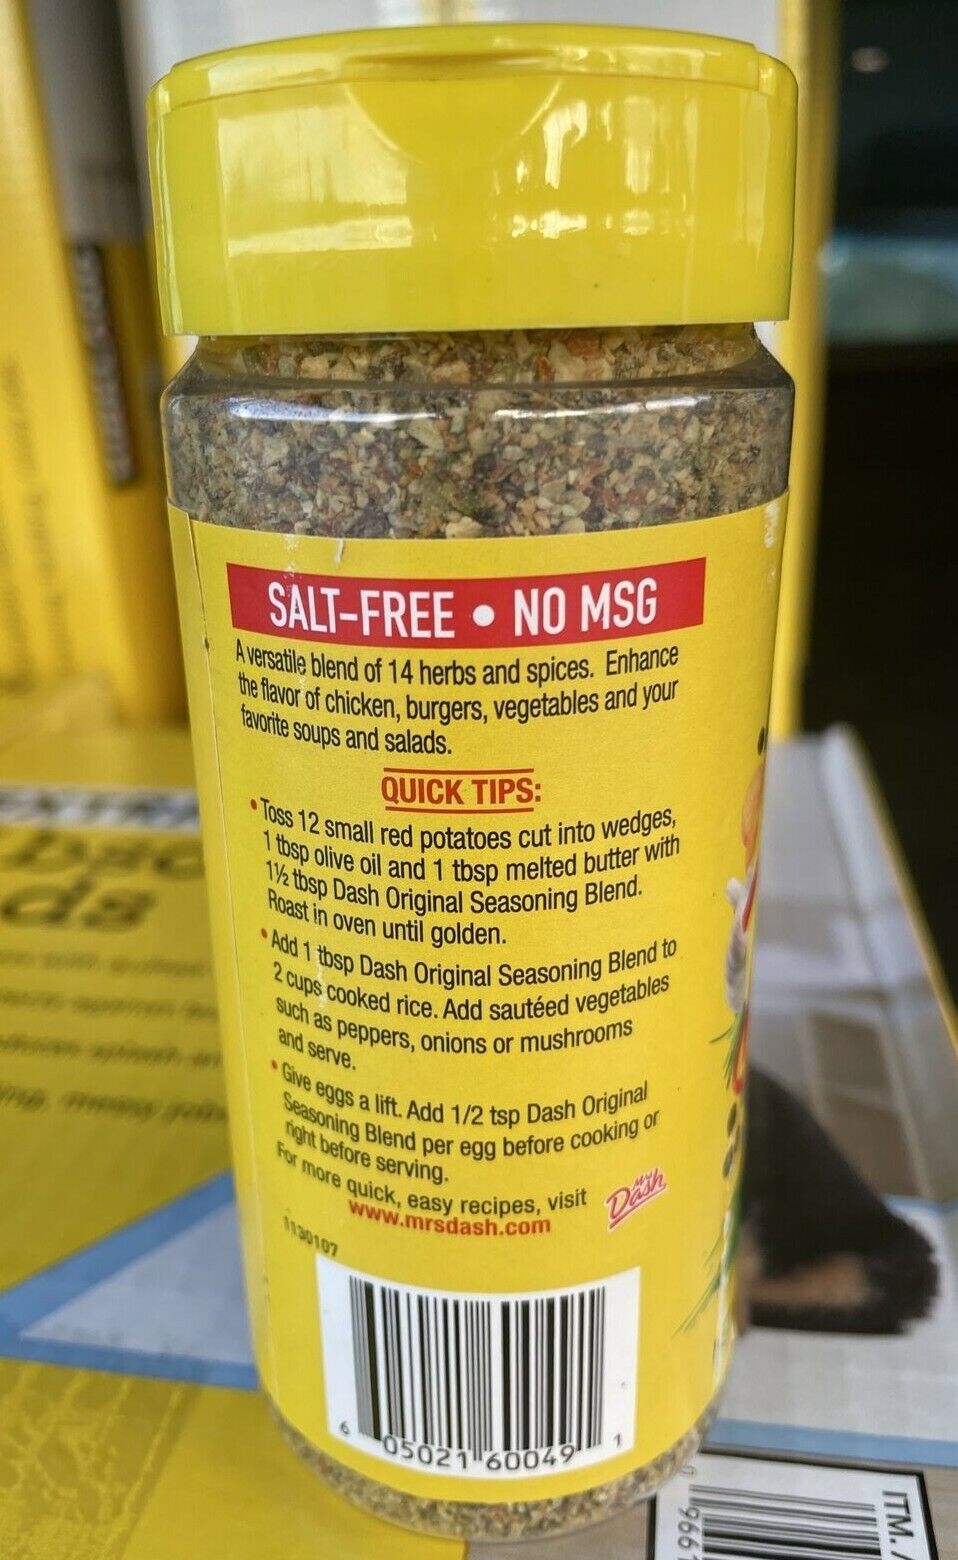 SALT-FREE • NO MSG
A versatile blend of 14 herbs and spices. Enhance
the flavor of chicken, burgers, vegetables and your
favorite soups and salads.
QUICK TIPS:
• Toss 12 small red potatoes cut into wedges,
1 tbsp olive oil and 1 tbsp melted butter with
1½ tbsp Dash Original Seasoning Blend.
Roast in oven until golden.
• Add 1 tbsp Dash Original Seasoning Blend to
2 cups cooked rice. Add sautéed vegetables
such as peppers, onions or mushrooms
and serve.
• Give eggs a lift. Add 1/2 tsp Dash Original
Seasoning Blend per egg before cooking or
right before serving.
For more quick, easy recipes, visit
www.mrsdash.com
Mrs Dash
1130107
6 05021 60049 1
ITM.